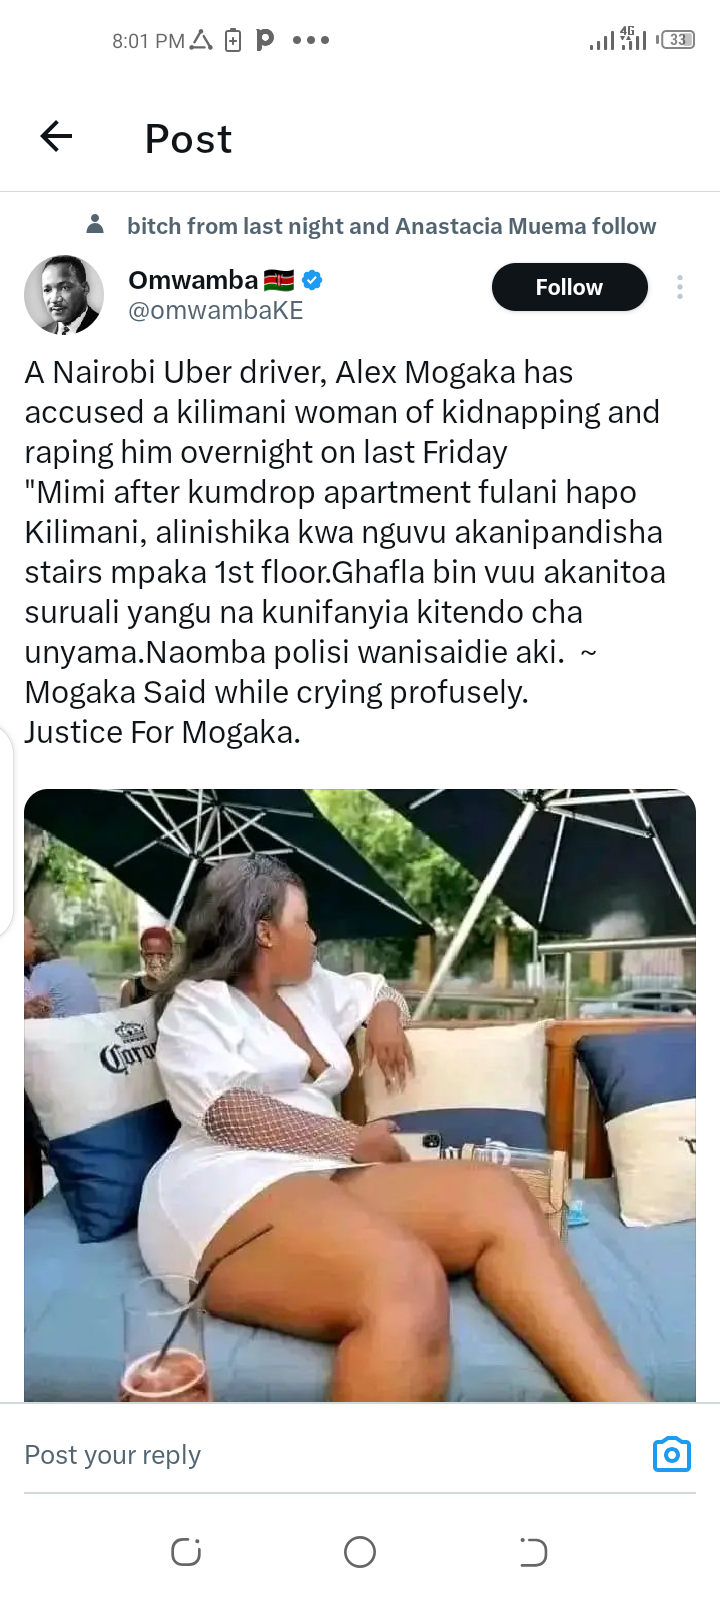 8:01 PM
4G
33
Post
bitch from last night and Anastacia Muema follow
Omwamba
@omwambaKE
Follow
A Nairobi Uber driver, Alex Mogaka has
accused a kilimani woman of kidnapping and
raping him overnight on last Friday
"Mimi after kumdrop apartment fulani hapo
Kilimani, alinishika kwa nguvu akanipandisha
stairs mpaka 1st floor.Ghafla bin vuu akanitoa
suruali yangu na kunifanyia kitendo cha
unyama.Naomba polisi wanisaidie aki. ~
Mogaka Said while crying profusely.
Justice For Mogaka.
Corona
Post your reply